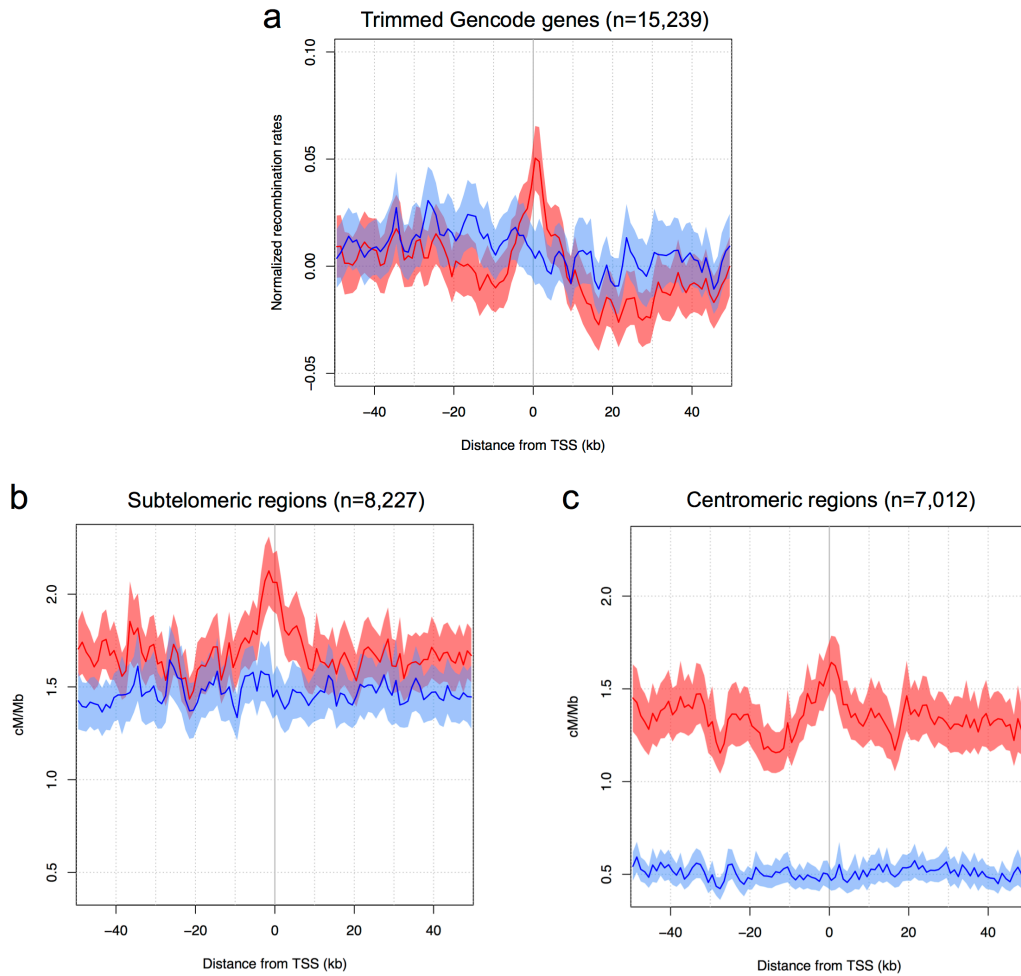 a
Trimmed Gencode genes (n=15,239)
Normalized recombination rates
0.10
0.05
0.00
−0.05
−40 −20 0 20 40
Distance from TSS (kb)
b
Subtelomeric regions (n=8,227)
cM/Mb
2.0
1.5
1.0
0.5
−40 −20 0 20 40
Distance from TSS (kb)
c
Centromeric regions (n=7,012)
cM/Mb
2.0
1.5
1.0
0.5
−40 −20 0 20 40
Distance from TSS (kb)